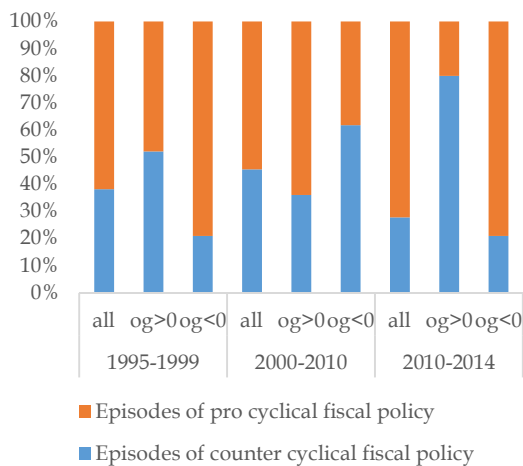 100%
90%
80%
70%
60%
50%
40%
30%
20%
10%
0%
all og>0 og<0 all og>0 og<0 all og>0 og<0
1995-1999 2000-2010 2010-2014
Episodes of pro cyclical fiscal policy
Episodes of counter cyclical fiscal policy